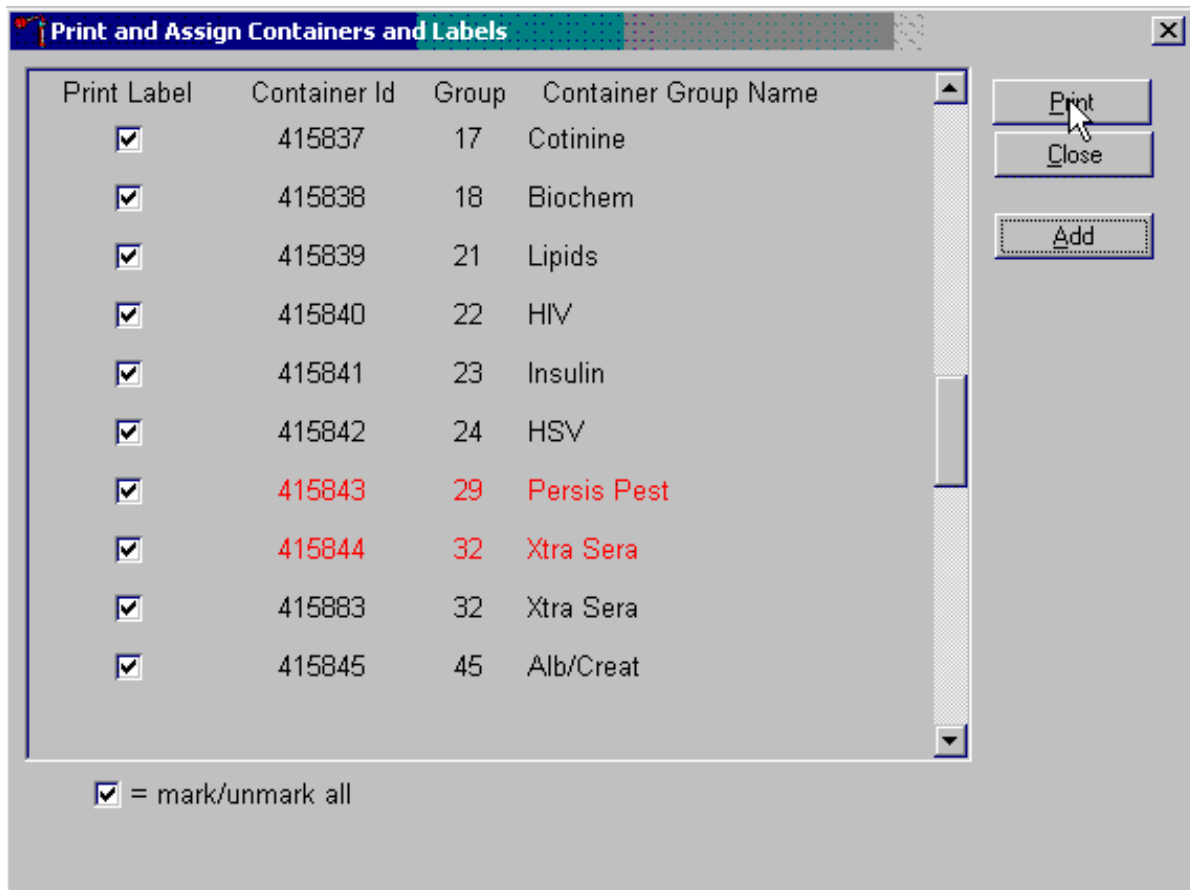 Print and Assign Containers and Labels
Print Label Container Id Group Container Group Name
415837 17 Cotinine
415838 18 Biochem
415839 21 Lipids
415840 22 HIV
415841 23 Insulin
415842 24 HSV
415843 29 Persis Pest
415844 32 Xtra Sera
415883 32 Xtra Sera
415845 45 Alb/Creat
= mark/unmark all
Print
Close
Add